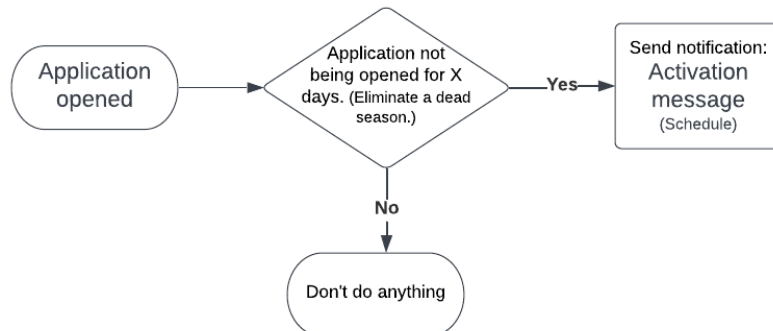 Application
opened
Application not
being opened for X
days. (Eliminate a dead
season.)
Yes
Send notification:
Activation
message
(Schedule)
No
Don't do anything